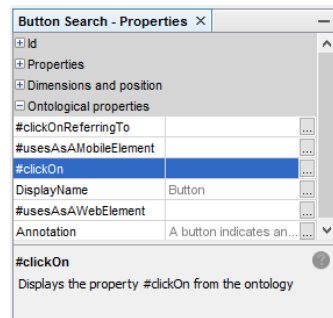 Button Search - Properties ×
Id
Properties
Dimensions and position
Ontological properties
#clickOnReferringTo ...
#usesAsAMobileElement ...
#clickOn ...
DisplayName Button ...
#usesAsAWebElement ...
Annotation A button indicates an... ...
#clickOn ?
Displays the property #clickOn from the ontology